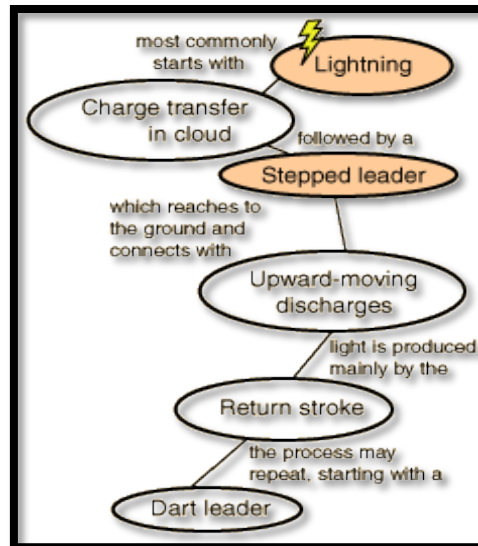 most commonly
starts with
Lightning
Charge transfer
in cloud
followed by a
Stepped leader
which reaches to
the ground and
connects with
Upward-moving
discharges
light is produced
mainly by the
Return stroke
the process may
repeat, starting with a
Dart leader